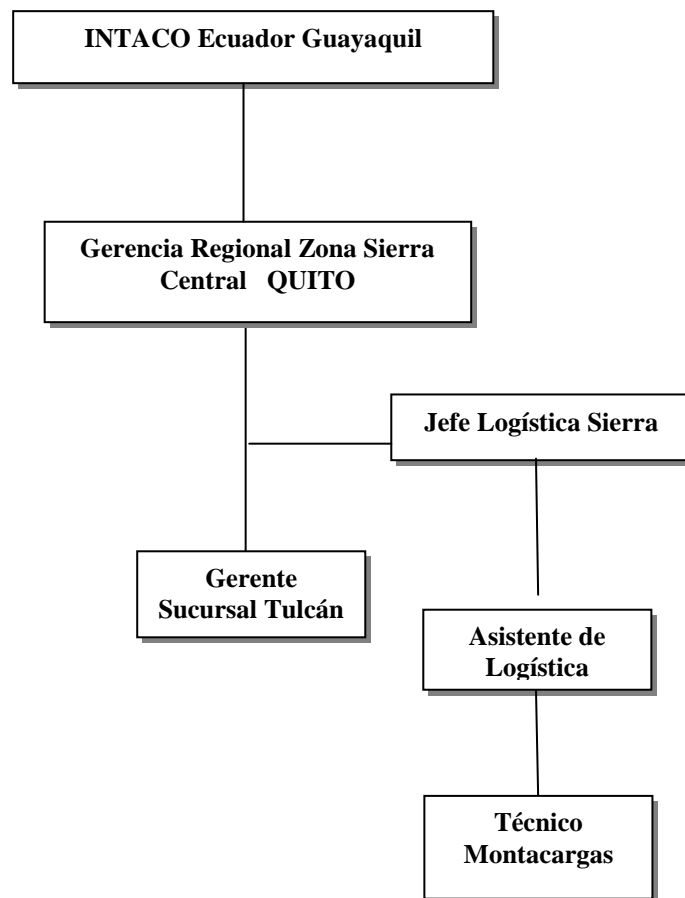 INTACO Ecuador Guayaquil
Gerencia Regional Zona Sierra
Central QUITO
Jefe Logística Sierra
Gerente
Sucursal Tulcán
Asistente de
Logística
Técnico
Montacargas